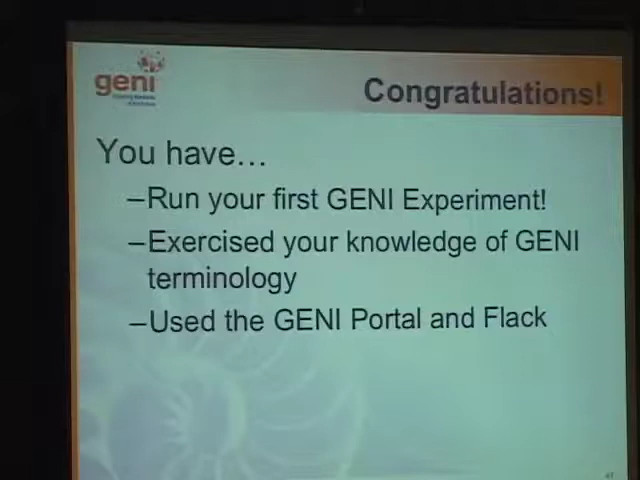 geni
Congratulations!
You have…
–Run your first GENI Experiment!
–Exercised your knowledge of GENI
terminology
–Used the GENI Portal and Flack